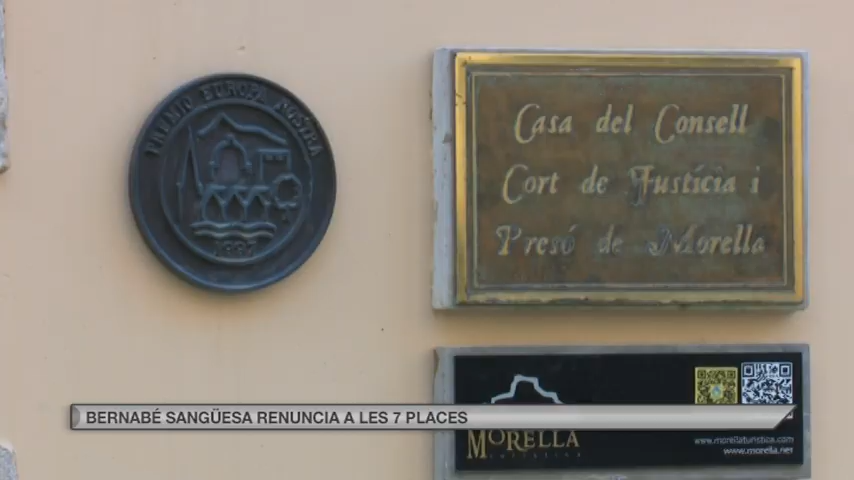 PREMIO EUROPA NOSTRA
1997
Casa del Consell
Cort de Justícia i
Presó de Morella
BERNABÉ SANGÜESA RENUNCIA A LES 7 PLACES
MORELLA
www.morellaturistica.com
www.morella.net